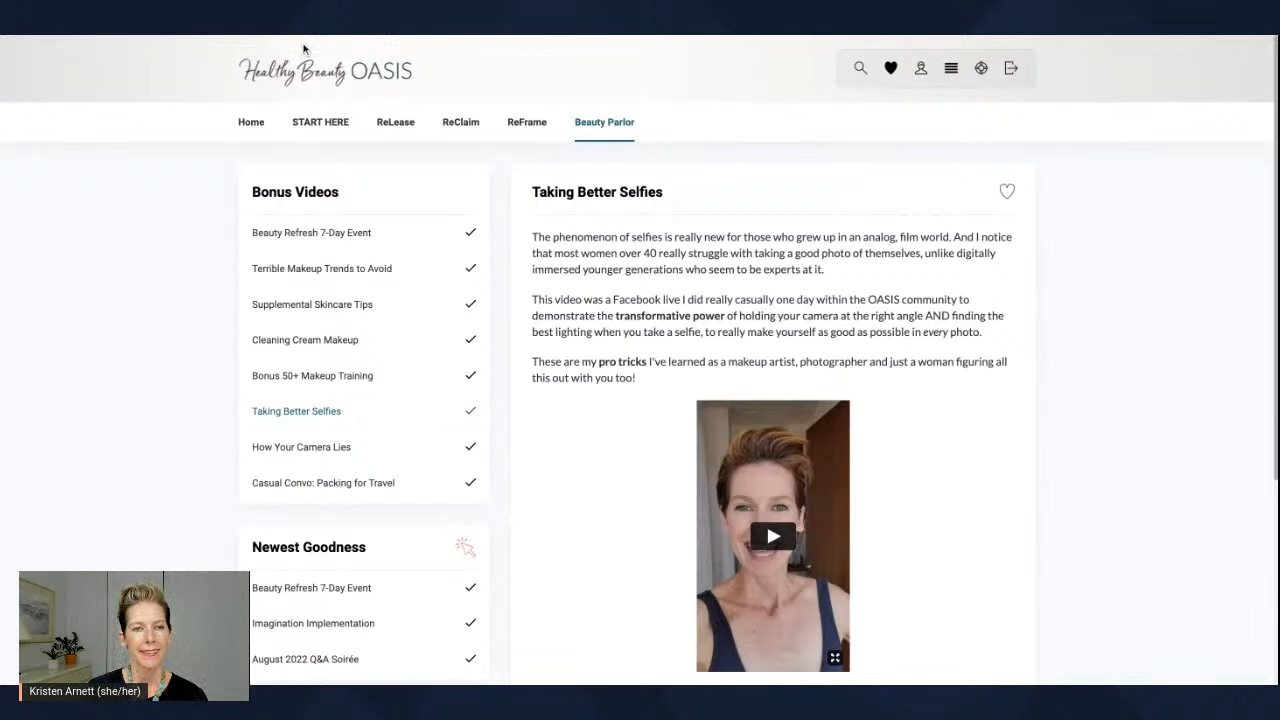 Healthy Beauty OASIS
Home START HERE ReLease ReClaim ReFrame Beauty Parlor
Bonus Videos
Beauty Refresh 7-Day Event
Terrible Makeup Trends to Avoid
Supplemental Skincare Tips
Cleaning Cream Makeup
Bonus 50+ Makeup Training
Taking Better Selfies
How Your Camera Lies
Casual Convo: Packing for Travel
Newest Goodness
Beauty Refresh 7-Day Event
Imagination Implementation
August 2022 Q&A Soirée
Taking Better Selfies
The phenomenon of selfies is really new for those who grew up in an analog, film world. And I notice
that most women over 40 really struggle with taking a good photo of themselves, unlike digitally
immersed younger generations who seem to be experts at it.
This video was a Facebook live I did really casually one day within the OASIS community to
demonstrate the transformative power of holding your camera at the right angle AND finding the
best lighting when you take a selfie, to really make yourself as good as possible in every photo.
These are my pro tricks I've learned as a makeup artist, photographer and just a woman figuring all
this out with you too!
Kristen Arnett (she/her)